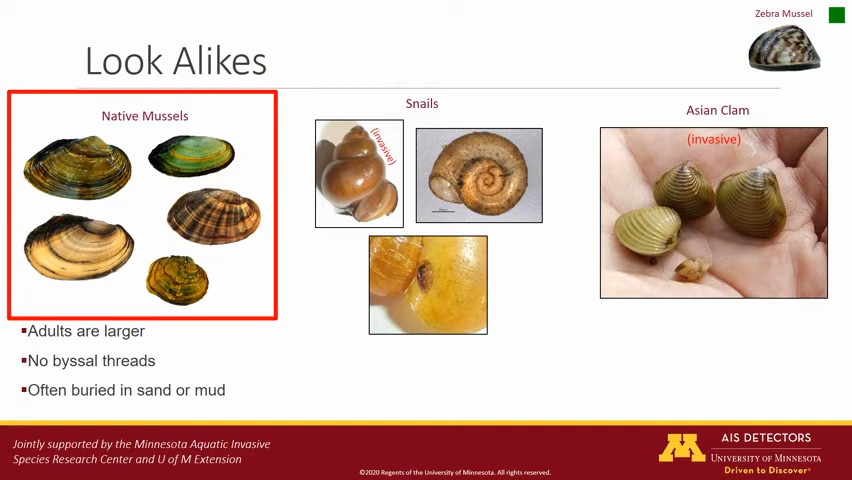 Zebra Mussel
Look Alikes
Native Mussels
Snails
(invasive)
Asian Clam
(invasive)
▪Adults are larger
▪No byssal threads
▪Often buried in sand or mud
Jointly supported by the Minnesota Aquatic Invasive
Species Research Center and U of M Extension
©2020 Regents of the University of Minnesota. All rights reserved.
AIS DETECTORS
UNIVERSITY OF MINNESOTA
Driven to Discover®